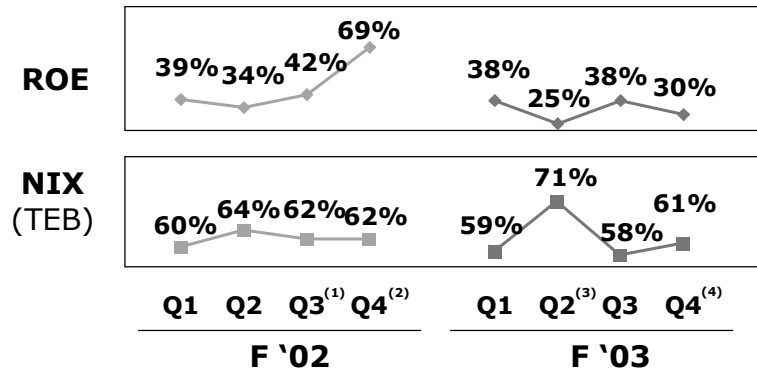 ROE
39% 34% 42% 69% 38% 25% 38% 30%
NIX
(TEB)
60% 64% 62% 62% 59% 71% 58% 61%
Q1 Q2 Q3(1) Q4(2) Q1 Q2(3) Q3 Q4(4)
F ‘02 F ‘03